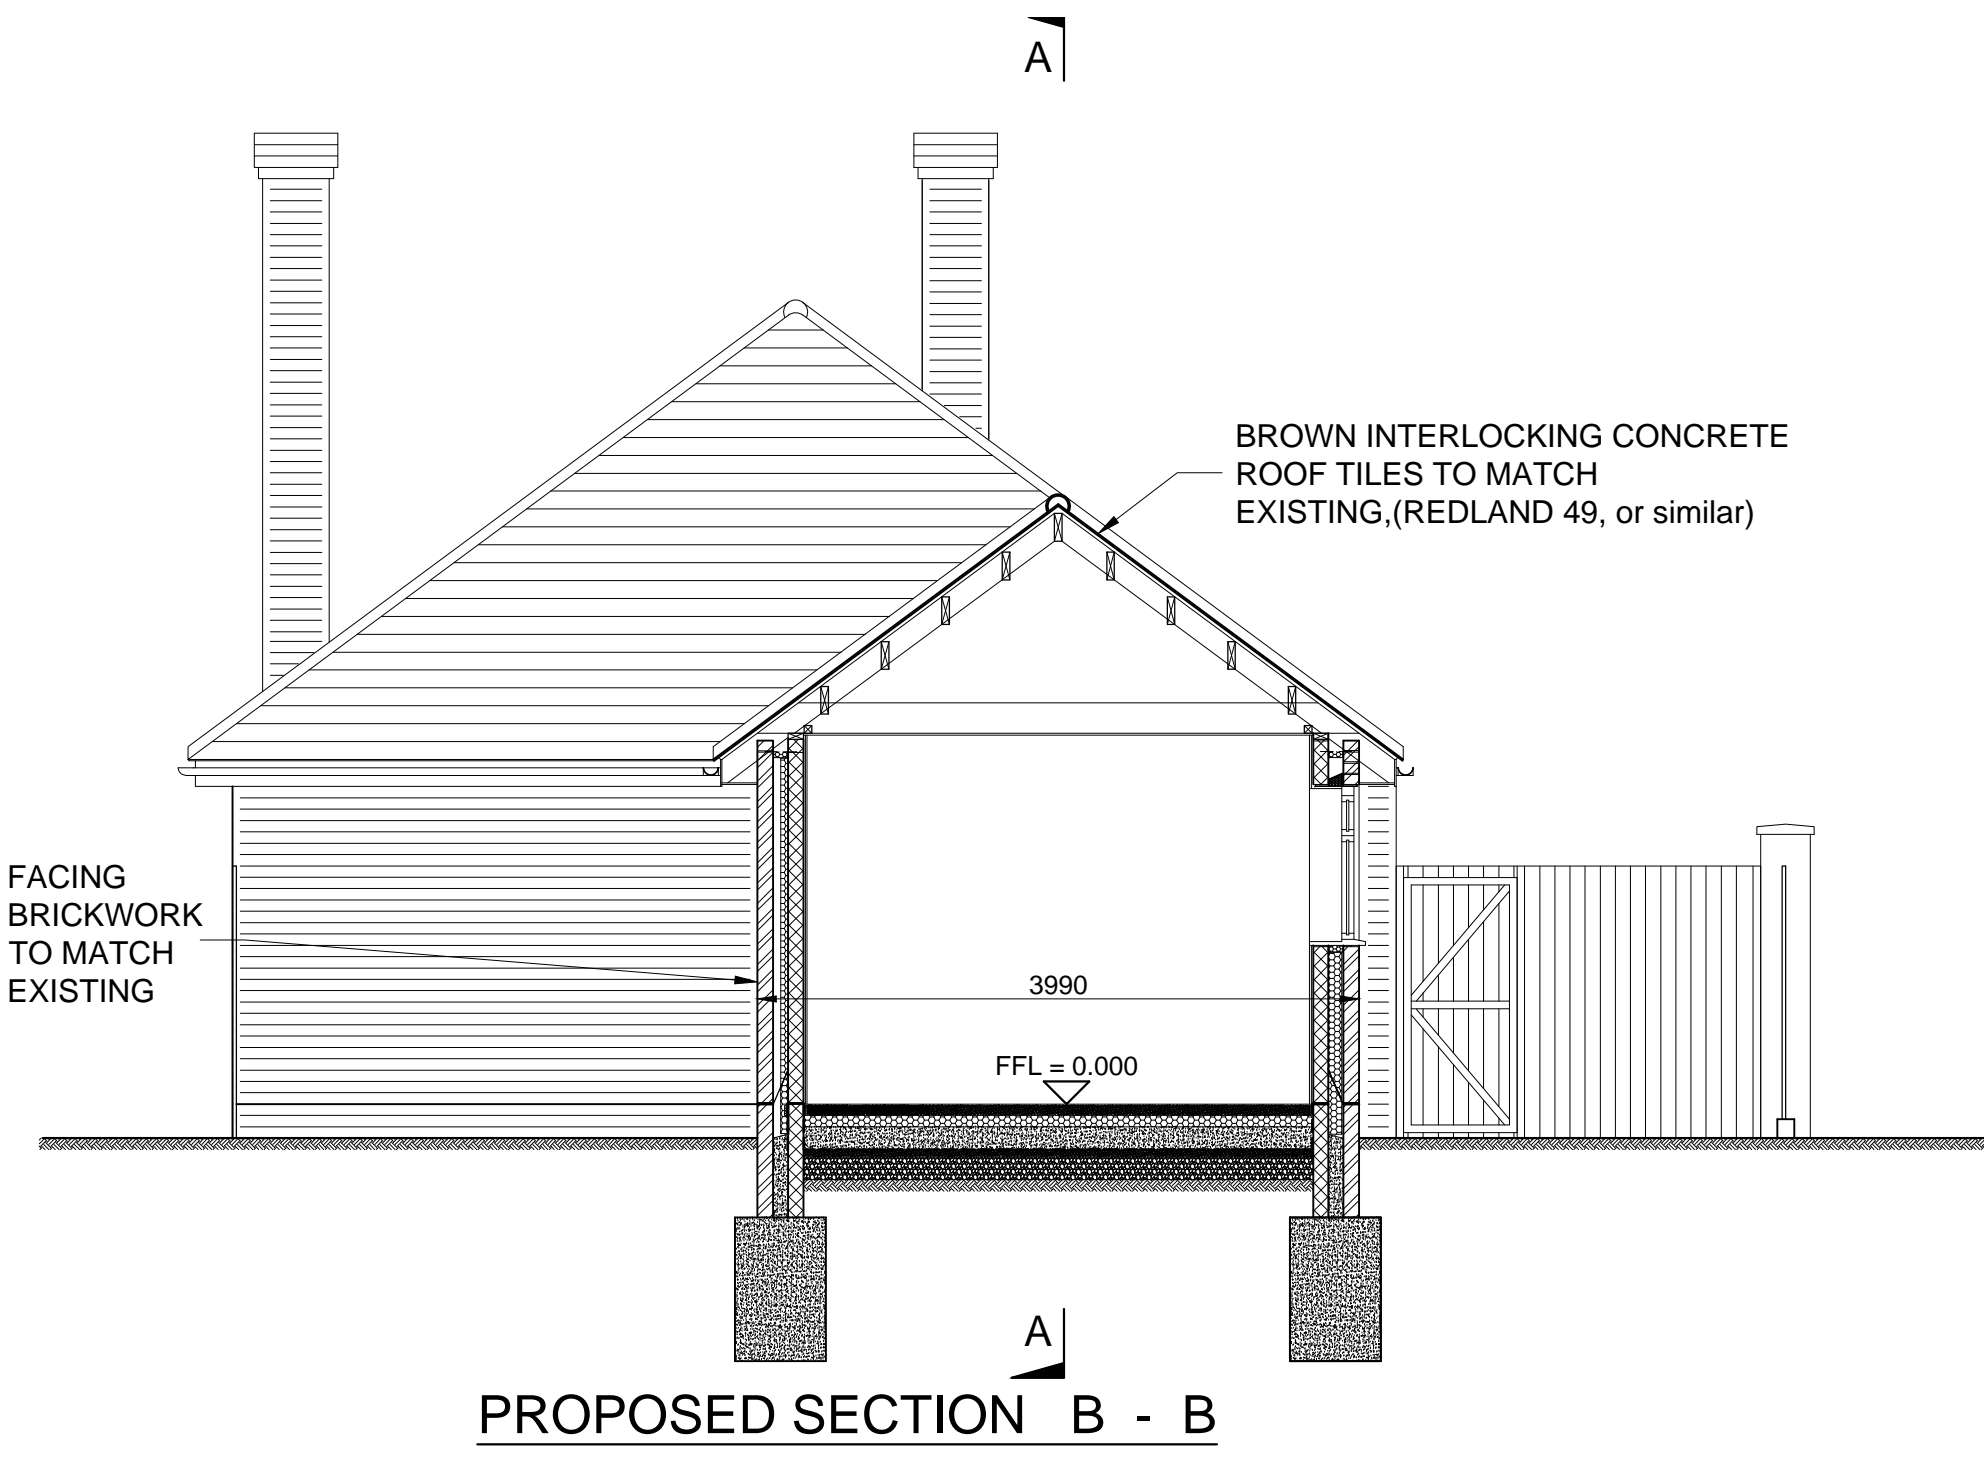 A
BROWN INTERLOCKING CONCRETE
ROOF TILES TO MATCH
EXISTING,(REDLAND 49, or similar)
FACING
BRICKWORK
TO MATCH
EXISTING
3990
FFL = 0.000
A
PROPOSED SECTION B - B